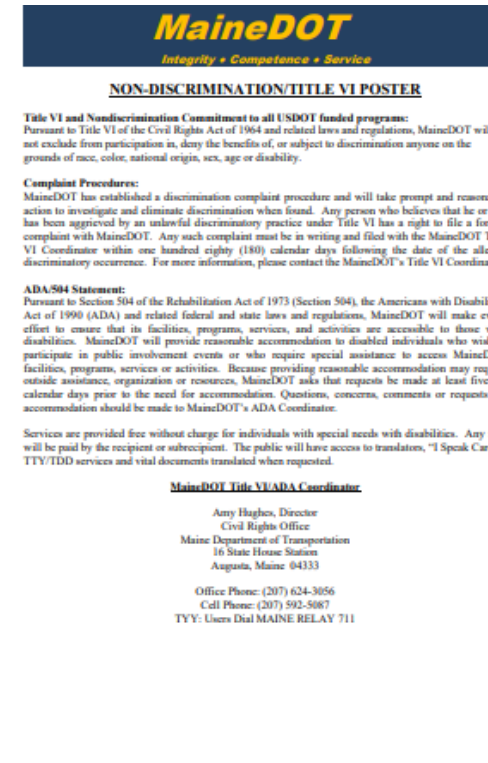 MaineDOT
Integrity • Competence • Service
NON-DISCRIMINATION/TITLE VI POSTER
Title VI and Nondiscrimination Commitment to all USDOT funded programs:
Pursuant to Title VI of the Civil Rights Act of 1964 and related laws and regulations, MaineDOT wil
not exclude from participation in, deny the benefits of, or subject to discrimination anyone on the
grounds of race, color, national origin, sex, age or disability.
Complaint Procedures:
MaineDOT has established a discrimination complaint procedure and will take prompt and reason
action to investigate and eliminate discrimination when found. Any person who believes that he or
has been aggrieved by an unlawful discriminatory practice under Title VI has a right to file a for
complaint with MaineDOT. Any such complaint must be in writing and filed with the MaineDOT T
VI Coordinator within one hundred eighty (180) calendar days following the date of the alle
discriminatory occurrence. For more information, please contact the MaineDOT's Title VI Coordina
ADA/504 Statement:
Pursuant to Section 504 of the Rehabilitation Act of 1973 (Section 504), the Americans with Disabil
Act of 1990 (ADA) and related federal and state laws and regulations, MaineDOT will make e
effort to ensure that its facilities, programs, services, and activities are accessible to those
disabilities. MaineDOT will provide reasonable accommodation to disabled individuals who wis
participate in public involvement events or who require special assistance to access MaineD
facilities, programs, services or activities. Because providing reasonable accommodation may req
outside assistance, organization or resources, MaineDOT asks that requests be made at least five
calendar days prior to the need for accommodation. Questions, concerns, comments or requests
accommodation should be made to MaineDOT's ADA Coordinator.
Services are provided free without charge for individuals with special needs with disabilities. Any
will be paid by the recipient or subrecipient. The public will have access to translators, "I Speak Car
TTY/TDD services and vital documents translated when requested.
MaineDOT Title VI/ADA Coordinator
Amy Hughes, Director
Civil Rights Office
Maine Department of Transportation
16 State House Station
Augusta, Maine 04333
Office Phone: (207) 624-3056
Cell Phone: (207) 592-5087
TYY: Users Dial MAINE RELAY 711